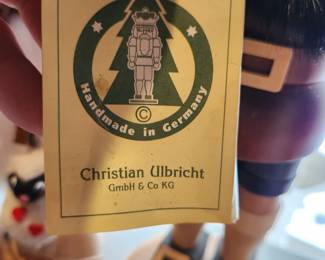 Handmade in Germany
©
Christian Ulbricht
GmbH & Co KG